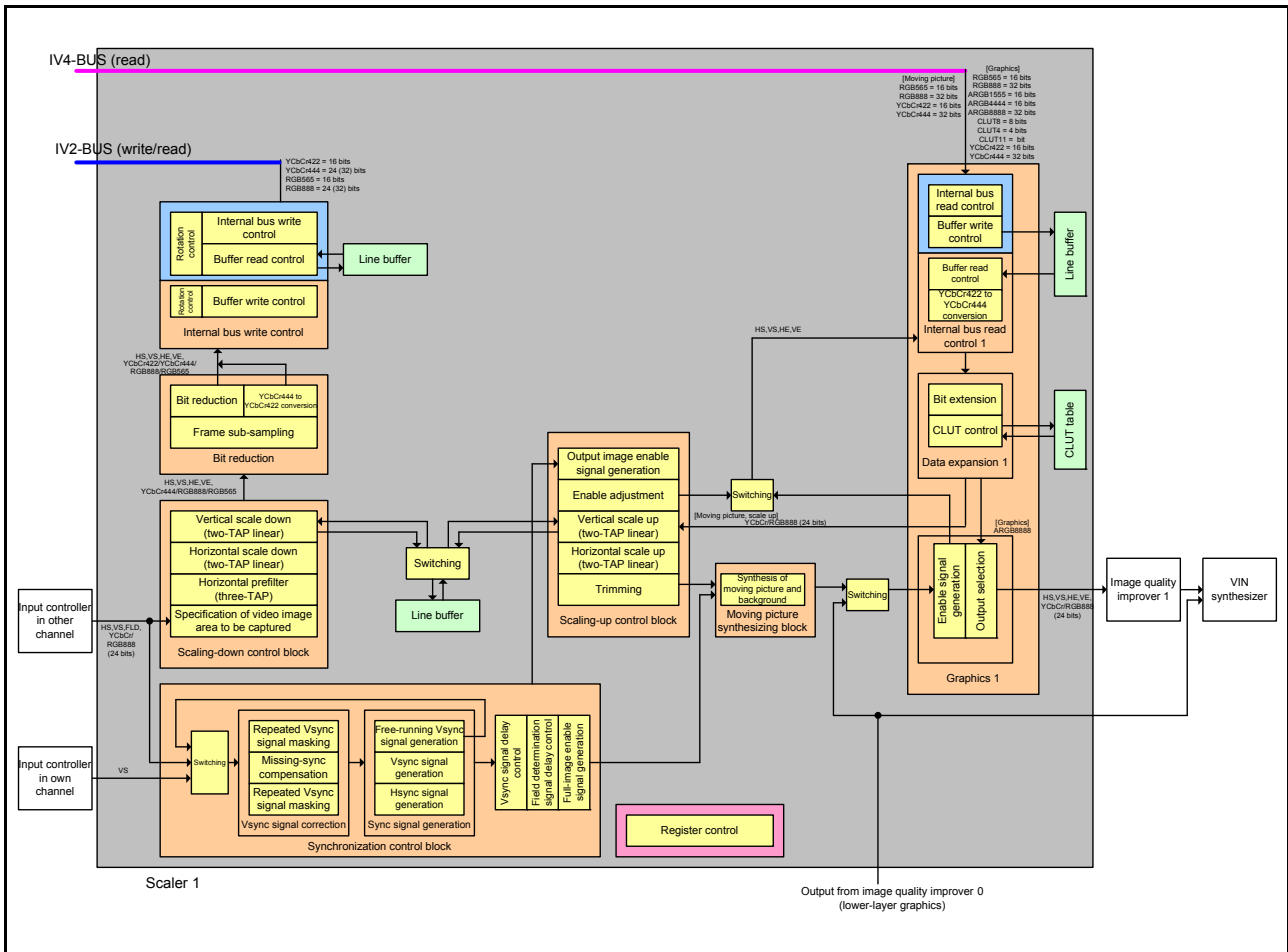 IV4-BUS (read)
[Moving picture]
RGB565 = 16 bits
RGB888 = 32 bits
YCbCr422 = 16 bits
YCbCr444 = 32 bits
[Graphics]
RGB565 = 16 bits
RGB888 = 32 bits
ARGB1555 = 16 bits
ARGB4444 = 16 bits
ARGB8888 = 32 bits
CLUT8 = 8 bits
CLUT4 = 4 bits
CLUT11 = bit
YCbCr422 = 16 bits
YCbCr444 = 32 bits
IV2-BUS (write/read)
YCbCr422 = 16 bits
YCbCr444 = 24 (32) bits
RGB565 = 16 bits
RGB888 = 24 (32) bits
Rotation
control
Internal bus write
control
Buffer read control
Line buffer
Rotation
control
Buffer write control
Internal bus write control
HS,VS,HE,VE,
YCbCr422/YCbCr444/
RGB888/RGB565
Bit reduction
YCbCr444 to
YCbCr422 conversion
Frame sub-sampling
Bit reduction
HS,VS,HE,VE,
YCbCr444/RGB888/RGB565
Vertical scale down
(two-TAP linear)
Horizontal scale down
(two-TAP linear)
Horizontal prefilter
(three-TAP)
Specification of video image
area to be captured
Scaling-down control block
Input controller
in other
channel
HS,VS,FLD,
YCbCr/
RGB888
(24 bits)
Switching
Line buffer
Output image enable
signal generation
Enable adjustment
Vertical scale up
(two-TAP linear)
Horizontal scale up
(two-TAP linear)
Trimming
Scaling-up control block
HS,VS,HE,VE
Switching
[Moving picture, scale up]
YCbCr/RGB888 (24 bits)
Synthesis of
moving picture and
background
Moving picture
synthesizing block
Switching
Internal bus
read control
Buffer write
control
Line buffer
Buffer read
control
YCbCr422 to
YCbCr444
conversion
Internal bus read
control 1
Bit extension
CLUT control
CLUT table
Data expansion 1
[Graphics]
ARGB8888
Enable signal
generation
Output selection
Graphics 1
HS,VS,HE,VE,
YCbCr/RGB888
(24 bits)
Image quality
improver 1
VIN
synthesizer
Input controller
in own
channel
VS
Switching
Repeated Vsync
signal masking
Missing-sync
compensation
Repeated Vsync
signal masking
Vsync signal correction
Free-running Vsync
signal generation
Vsync signal
generation
Hsync signal
generation
Sync signal generation
Vsync signal delay
control
Field determination
signal delay control
Full-image enable
signal generation
Synchronization control block
Register control
Scaler 1
Output from image quality improver 0
(lower-layer graphics)